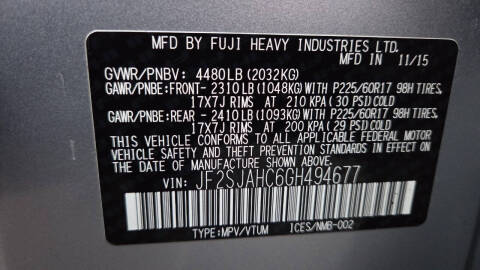 MFD BY FUJI HEAVY INDUSTRIES LTD.
MFD IN 11/15
GVWR/PNBV: 4480LB (2032KG)
GAWR/PNBE: FRONT- 2310LB (1048KG) WITH P225/60R17 98H TIRES,
17X7J RIMS AT 210 KPA (30 PSI) COLD
GAWR/PNBE: REAR - 2410LB (1093KG) WITH P225/60R17 98H TIRES,
17X7J RIMS AT 200 KPA (29 PSI) COLD
THIS VEHICLE CONFORMS TO ALL APPLICABLE FEDERAL MOTOR
VEHICLE SAFETY AND THEFT PREVENTION STANDARDS IN EFFECT ON
THE DATE OF MANUFACTURE SHOWN ABOVE.
VIN: JF2SJAHC6GH494677
TYPE:MPV/VTUM ICES/NMB-002